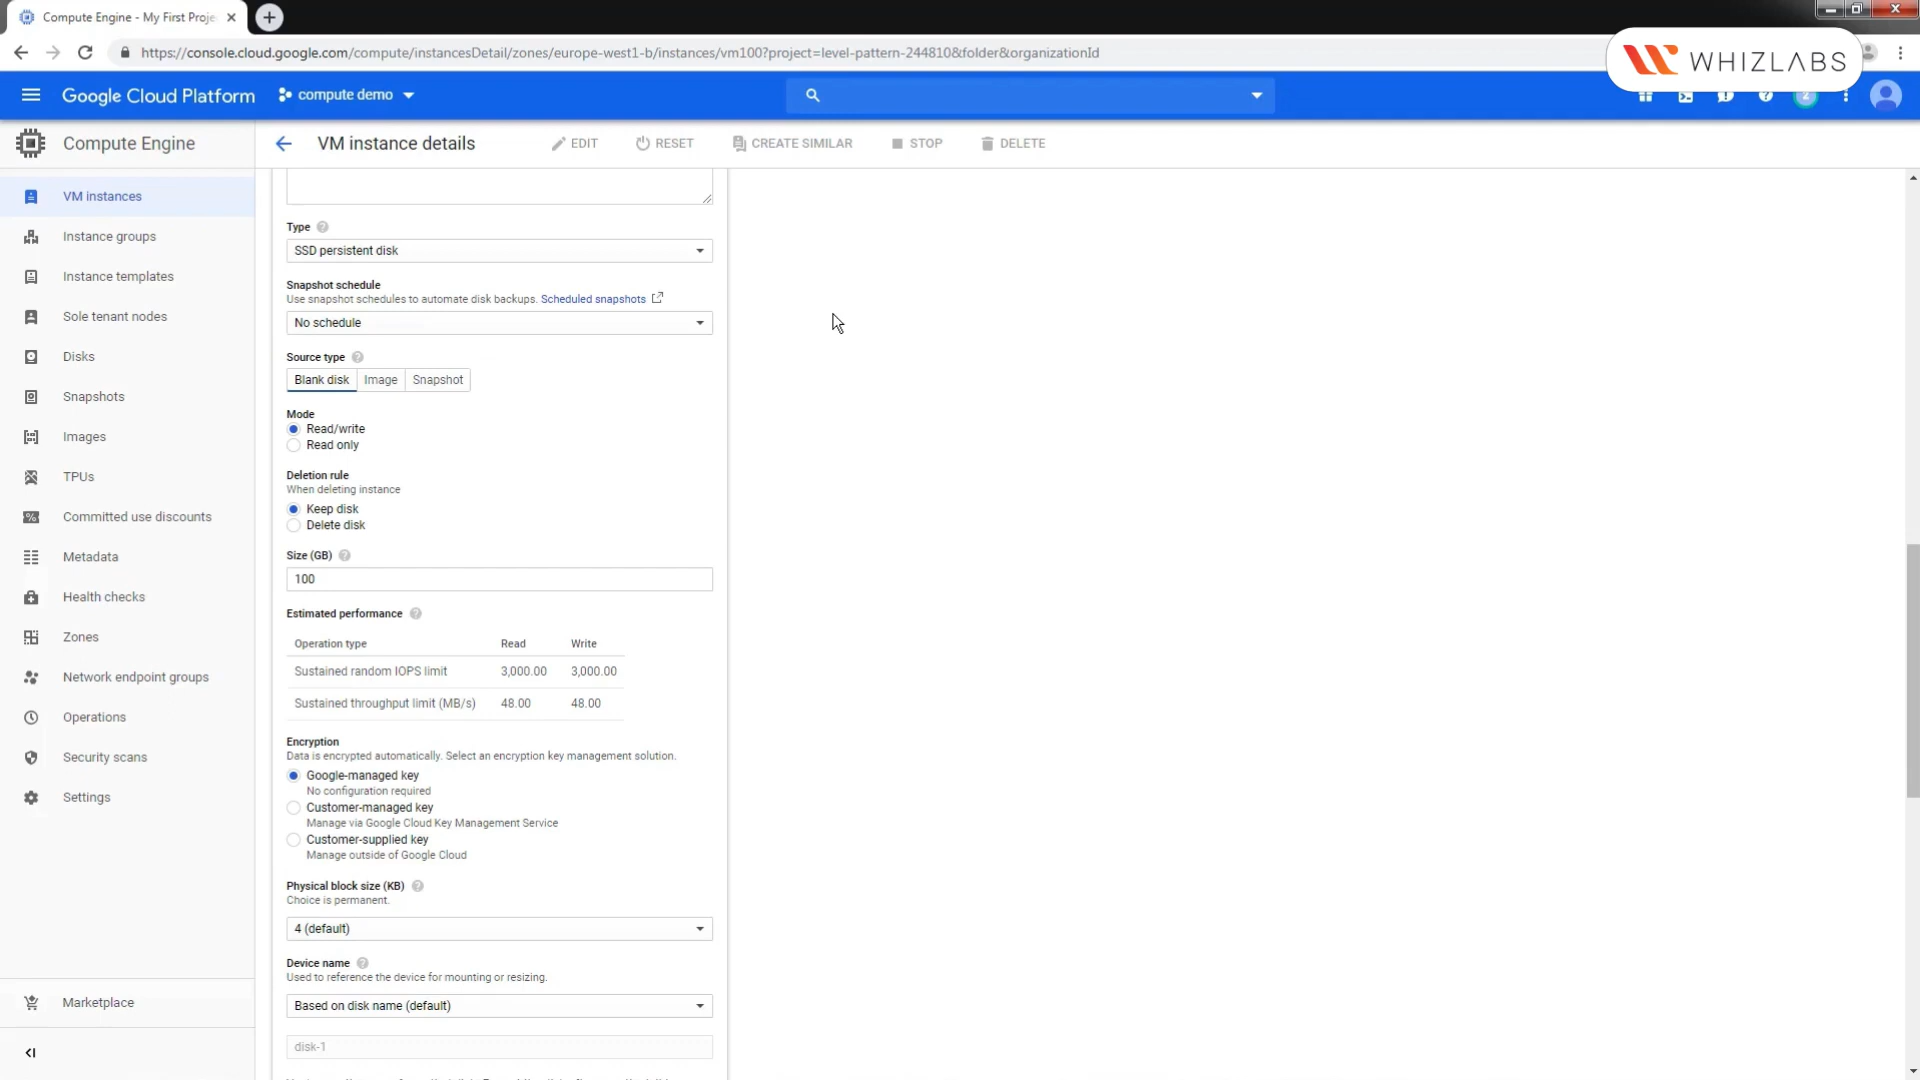 Compute Engine - My First Proje
https://console.cloud.google.com/compute/instancesDetail/zones/europe-west1-b/instances/vm100?project=level-pattern-244810&folder&organizationId
WHIZLABS
Google Cloud Platform
compute demo
Compute Engine
VM instance details
EDIT
RESET
CREATE SIMILAR
STOP
DELETE
VM instances
Instance groups
Instance templates
Sole tenant nodes
Disks
Snapshots
Images
TPUs
Committed use discounts
Metadata
Health checks
Zones
Network endpoint groups
Operations
Security scans
Settings
Marketplace
Type
SSD persistent disk
Snapshot schedule
Use snapshot schedules to automate disk backups. Scheduled snapshots
No schedule
Source type
Blank disk Image Snapshot
Mode
Read/write
Read only
Deletion rule
When deleting instance
Keep disk
Delete disk
Size (GB)
100
Estimated performance
Operation type Read Write
Sustained random IOPS limit 3,000.00 3,000.00
Sustained throughput limit (MB/s) 48.00 48.00
Encryption
Data is encrypted automatically. Select an encryption key management solution.
Google-managed key
No configuration required
Customer-managed key
Manage via Google Cloud Key Management Service
Customer-supplied key
Manage outside of Google Cloud
Physical block size (KB)
Choice is permanent.
4 (default)
Device name
Used to reference the device for mounting or resizing.
Based on disk name (default)
disk-1